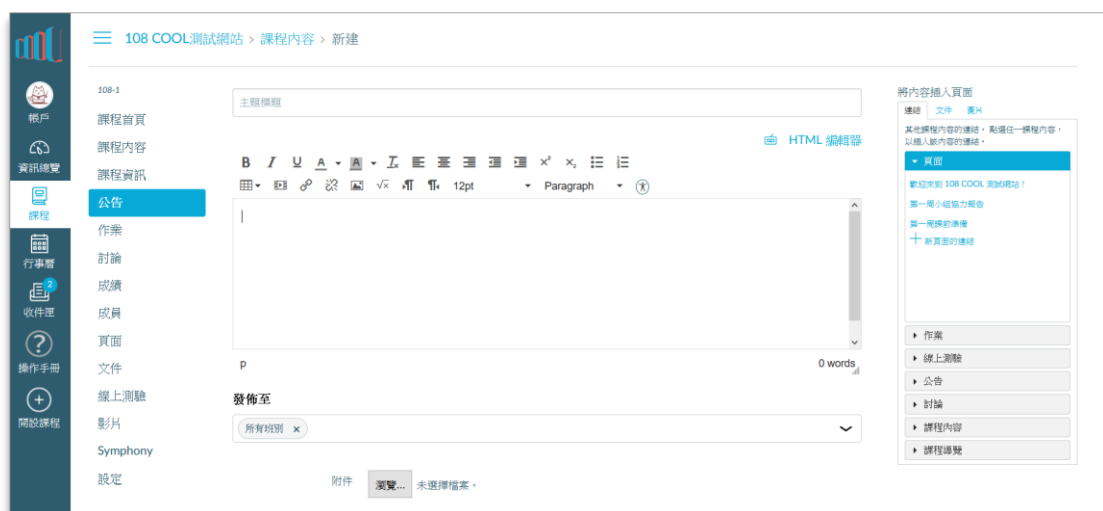 108 COOL測試網站 > 課程內容 > 新建
帳戶
資訊總覽
課程
行事曆
2
收件匣
操作手冊
開設課程
108-1
課程首頁
課程內容
課程資訊
公告
作業
討論
成績
成員
頁面
文件
線上測驗
影片
Symphony
設定
主題標題
HTML 編輯器
B I U A A
12pt Paragraph
p 0 words
發佈至
所有班別 ×
附件 瀏覽... 未選擇檔案。
將內容插入頁面
連結 文件 圖片
其他課程內容的連結。點選任一課程內容，
以插入該內容的連結。
頁面
歡迎來到 108 COOL 測試網站！
第一周小組協力報告
第一周課前準備
新頁面的連結
作業
線上測驗
公告
討論
課程內容
課程導覽